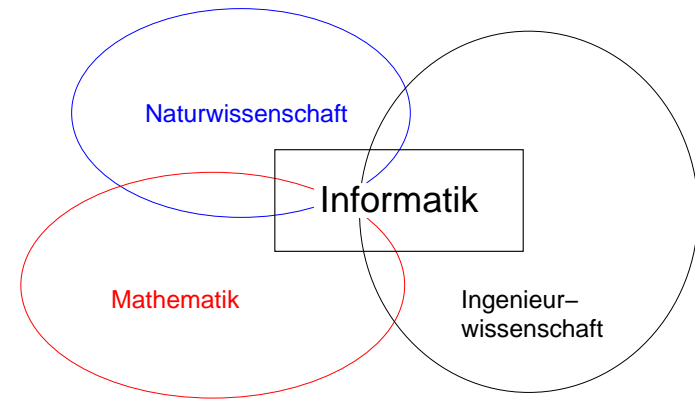 Naturwissenschaft
Informatik
Mathematik
Ingenieur–
wissenschaft